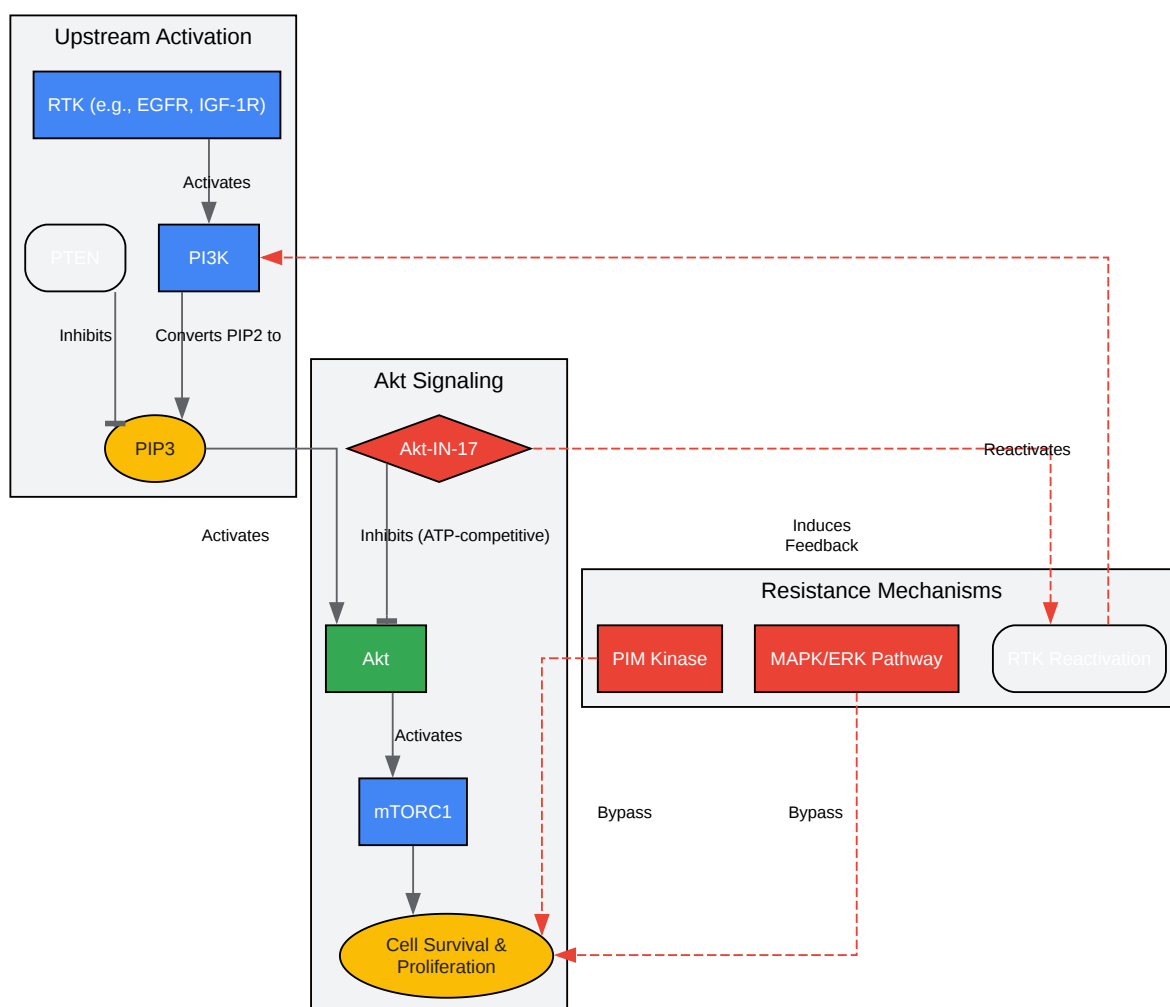 Upstream Activation
RTK (e.g., EGFR, IGF-1R)
Activates
PTEN
PI3K
Inhibits
Converts PIP2 to
Akt Signaling
PIP3
Akt-IN-17
Reactivates
Activates
Inhibits (ATP-competitive)
Induces
Feedback
Resistance Mechanisms
Akt
PIM Kinase
MAPK/ERK Pathway
RTK Reactivation
Activates
mTORC1
Bypass
Bypass
Cell Survival &
Proliferation